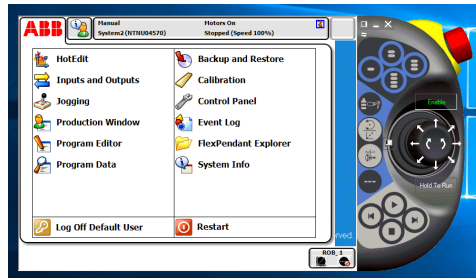 ABB
Manual
System2 (NTNU04570)
Motors On
Stopped (Speed 100%)
HotEdit
Backup and Restore
Inputs and Outputs
Calibration
Jogging
Control Panel
Production Window
Event Log
Program Editor
FlexPendant Explorer
Program Data
System Info
Log Off Default User
Restart
rved
ROB_1
Enable
Hold To Run